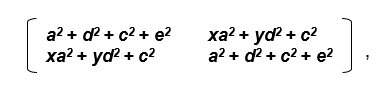 a² + d² + c² + e² xa² + yd² + c²
xa² + yd² + c² a² + d² + c² + e² ,